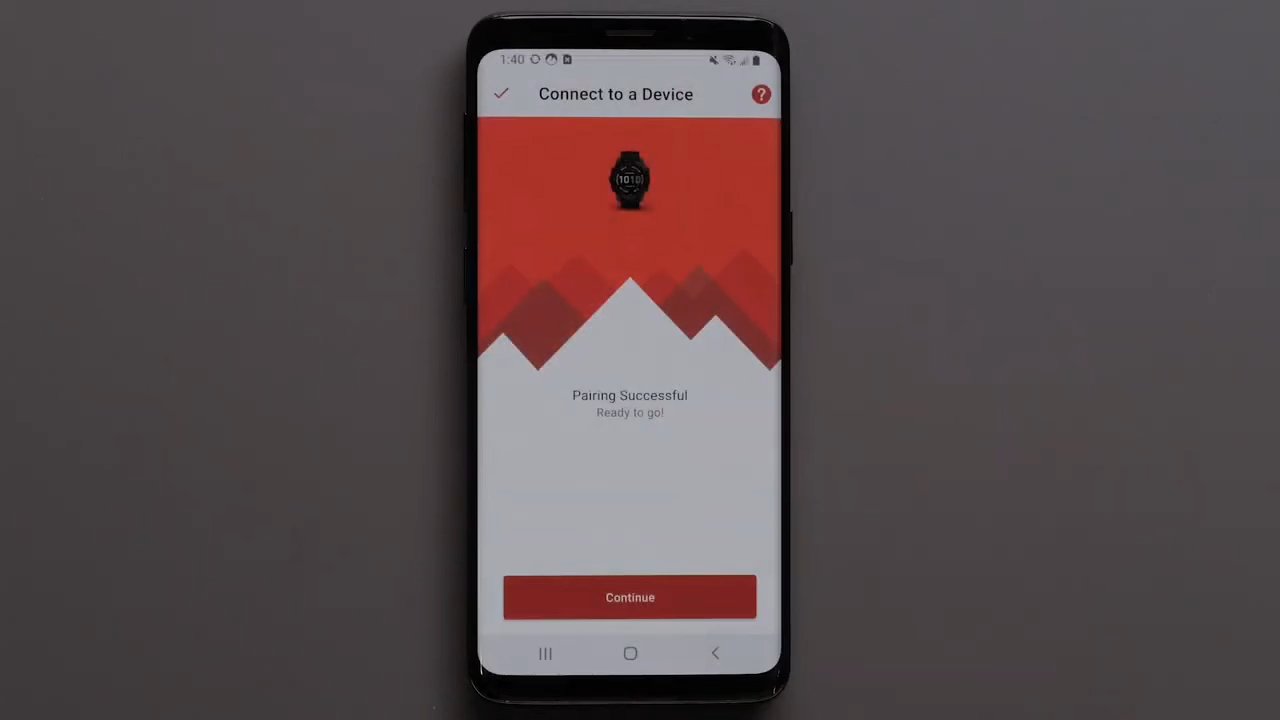 1:40
Connect to a Device
?
10:10
Pairing Successful
Ready to go!
Continue